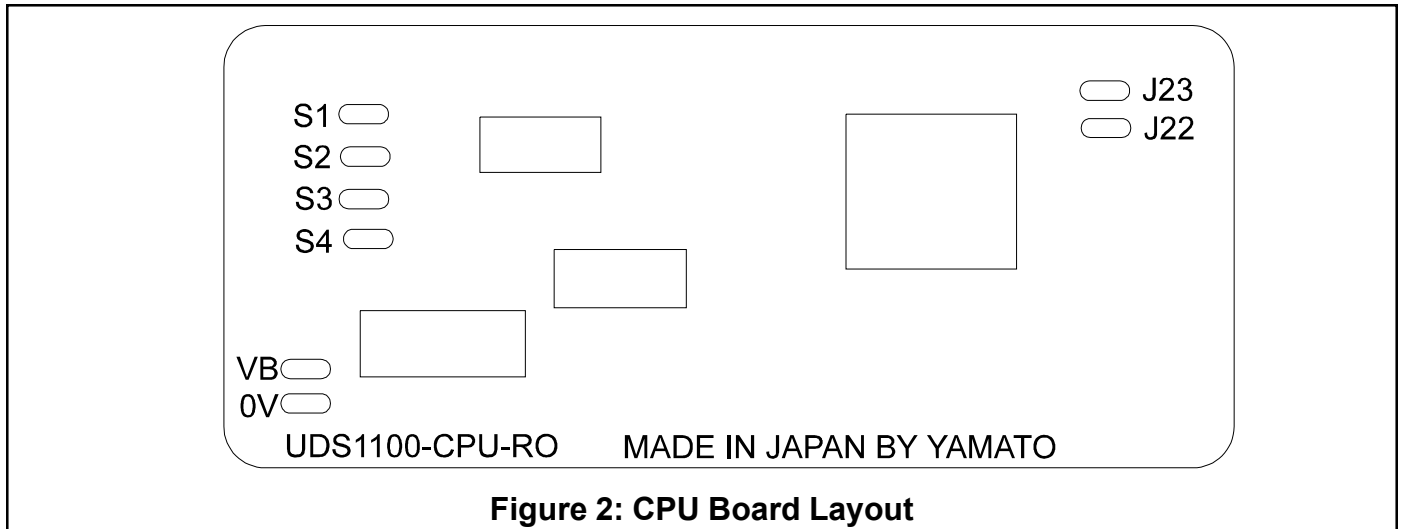 S1
S2
S3
S4
J23
J22
VB
0V
UDS1100-CPU-RO MADE IN JAPAN BY YAMATO
Figure 2: CPU Board Layout